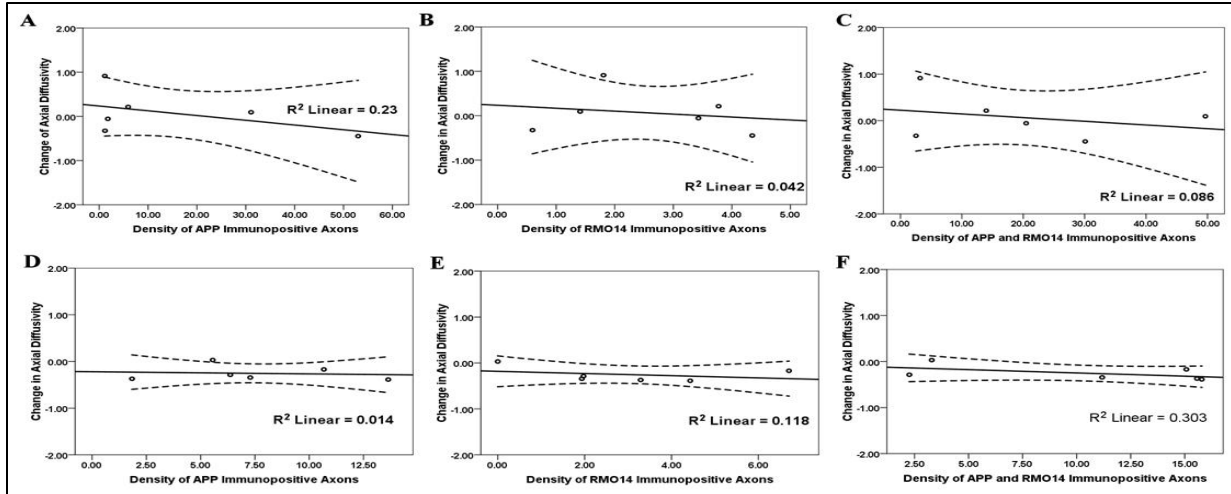 A
Change of Axial Diffusivity
2.00
1.00
0.00
-1.00
-2.00
R² Linear = 0.23
0.00 10.00 20.00 30.00 40.00 50.00 60.00
Density of APP Immunopositive Axons
B
Change in Axial Diffusivity
2.00
1.00
0.00
-1.00
-2.00
R² Linear = 0.042
0.00 1.00 2.00 3.00 4.00 5.00
Density of RMO14 Immunopositive Axons
C
Change in Axial Diffusivity
2.00
1.00
0.00
-1.00
-2.00
R² Linear = 0.086
0.00 10.00 20.00 30.00 40.00 50.00
Density of APP and RMO14 Immunopositive Axons
D
Change in Axial Diffusivity
2.00
1.00
0.00
-1.00
-2.00
R² Linear = 0.014
0.00 2.50 5.00 7.50 10.00 12.50
Density of APP Immunopositive Axons
E
Change in Axial Diffusivity
2.00
1.00
0.00
-1.00
-2.00
R² Linear = 0.118
0.00 2.00 4.00 6.00
Density of RMO14 Immunopositive Axons
F
Change in Axial Diffusivity
2.00
1.00
0.00
-1.00
-2.00
R² Linear = 0.303
2.50 5.00 7.50 10.00 12.50 15.00
Density of APP and RMO14 Immunopositive Axons